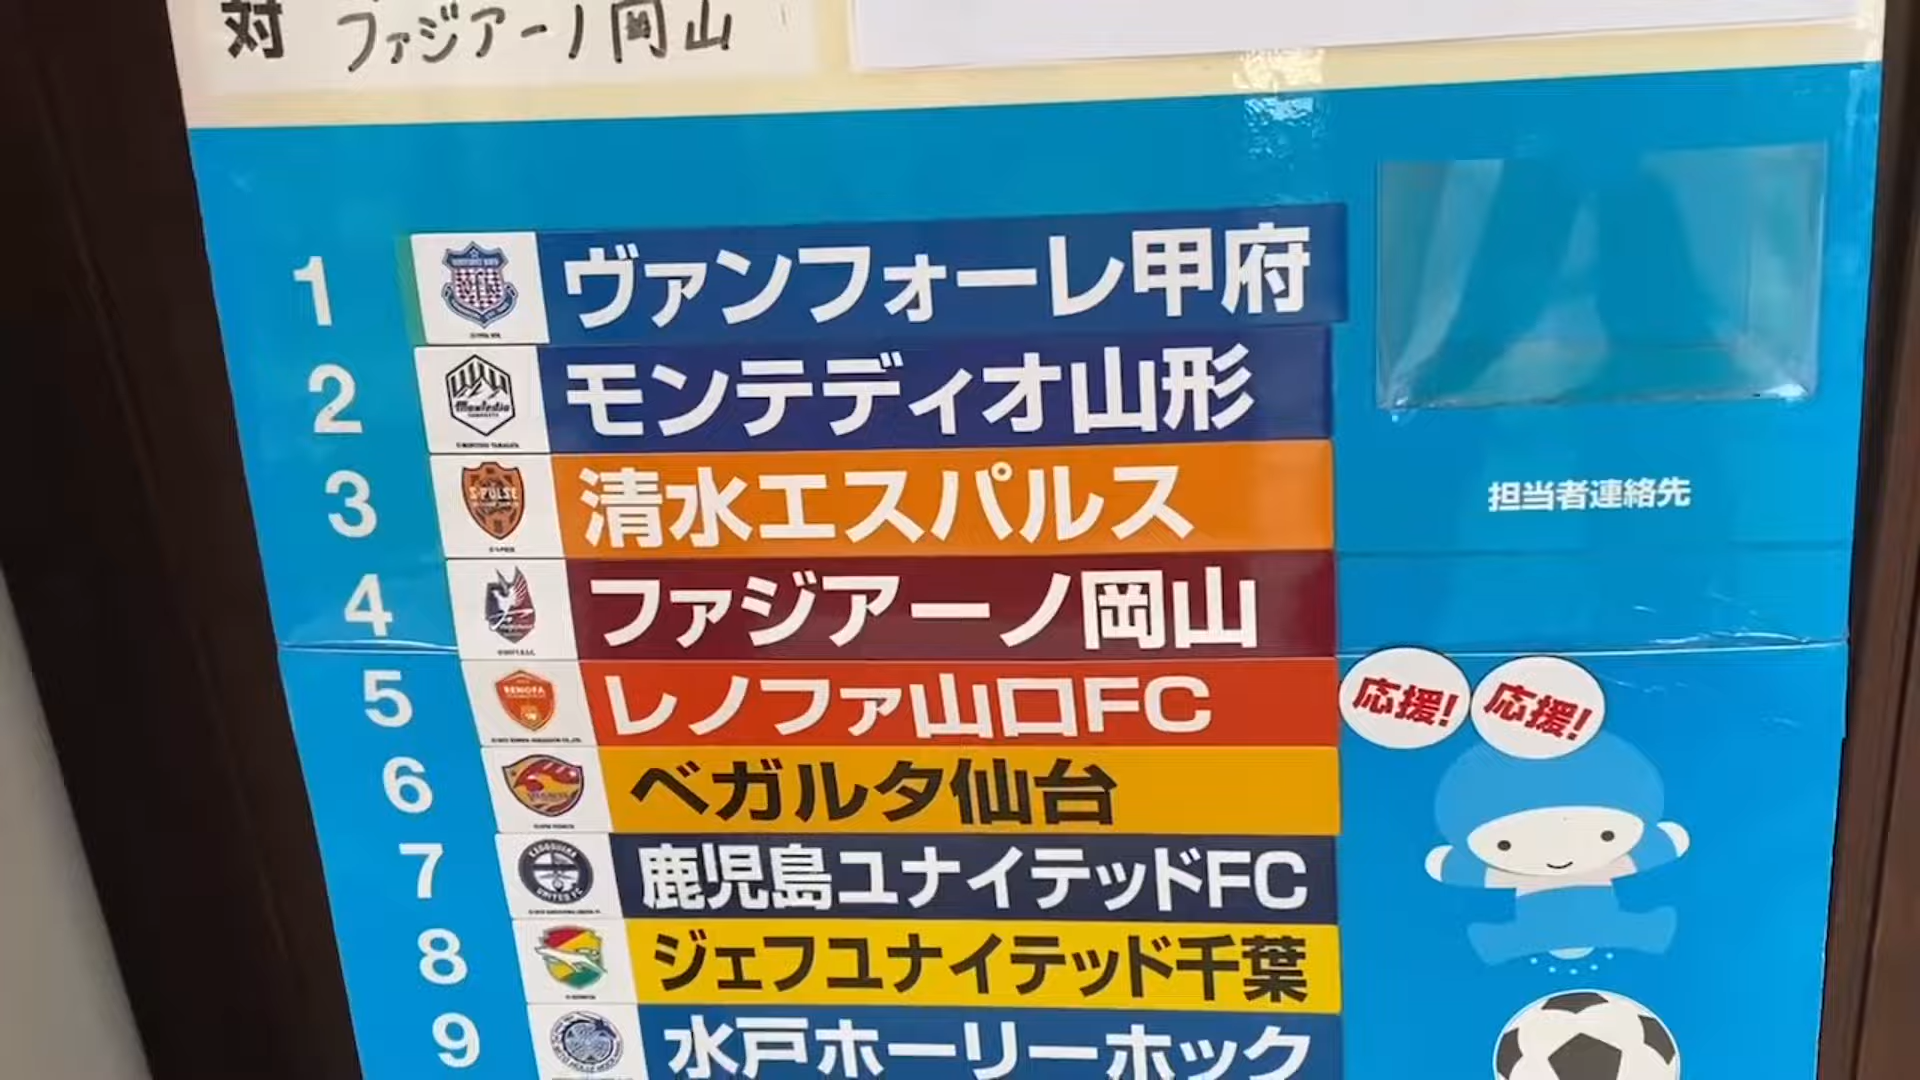 対 ファジアーノ岡山
1 ヴァンフォーレ甲府
2 モンテディオ山形
3 清水エスパルス
担当者連絡先
4 ファジアーノ岡山
5 レノファ山口FC
応援! 応援!
6 ベガルタ仙台
7 鹿児島ユナイテッドFC
8 ジェフユナイテッド千葉
9 水戸ホーリーホック